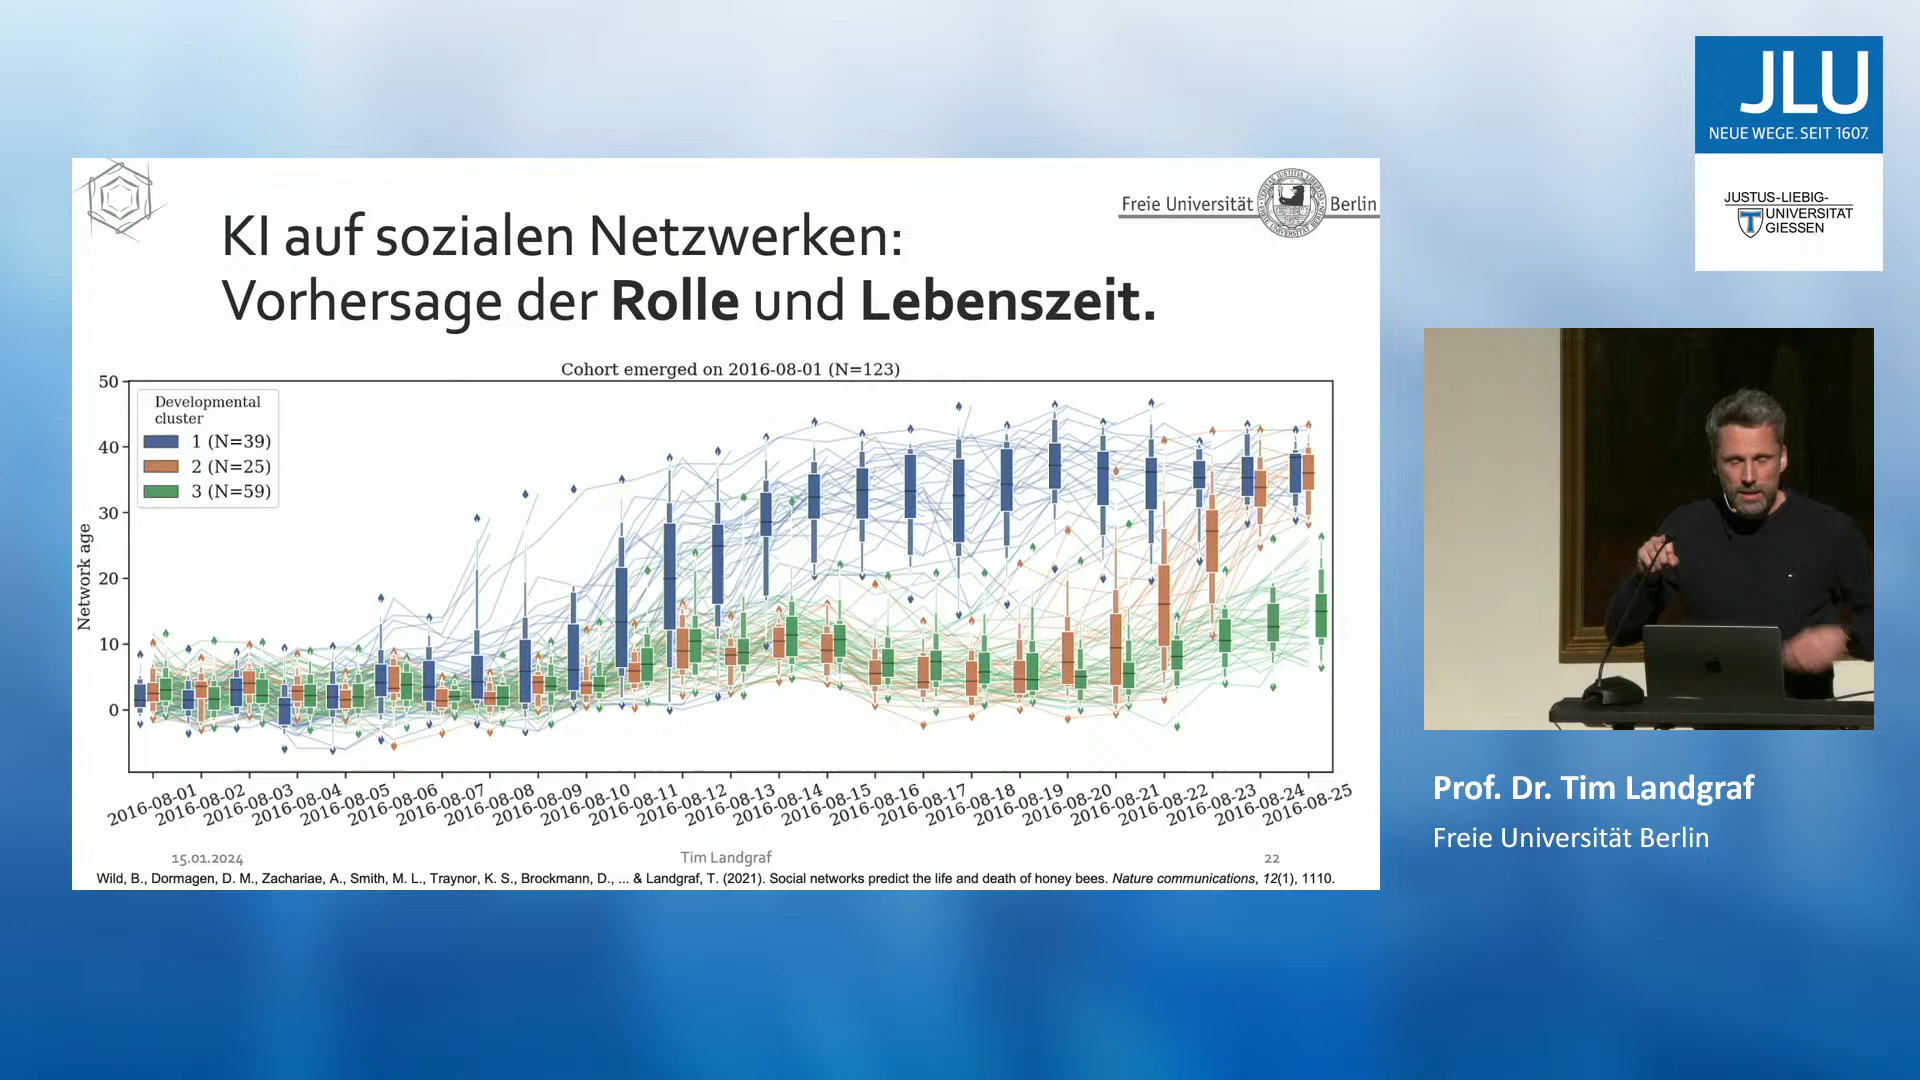 JLU
NEUE WEGE. SEIT 1607.
JUSTUS-LIEBIG-
UNIVERSITÄT
GIESSEN
Freie Universität Berlin
KI auf sozialen Netzwerken:
Vorhersage der Rolle und Lebenszeit.
Cohort emerged on 2016-08-01 (N=123)
Developmental
cluster
1 (N=39)
2 (N=25)
3 (N=59)
Network age
50
40
30
20
10
0
2016-08-01
2016-08-02
2016-08-03
2016-08-04
2016-08-05
2016-08-06
2016-08-07
2016-08-08
2016-08-09
2016-08-10
2016-08-11
2016-08-12
2016-08-13
2016-08-14
2016-08-15
2016-08-16
2016-08-17
2016-08-18
2016-08-19
2016-08-20
2016-08-21
2016-08-22
2016-08-23
2016-08-24
2016-08-25
15.01.2024
Tim Landgraf
22
Wild, B., Dormagen, D. M., Zachariae, A., Smith, M. L., Traynor, K. S., Brockmann, D., ... & Landgraf, T. (2021). Social networks predict the life and death of honey bees. Nature communications, 12(1), 1110.
Prof. Dr. Tim Landgraf
Freie Universität Berlin